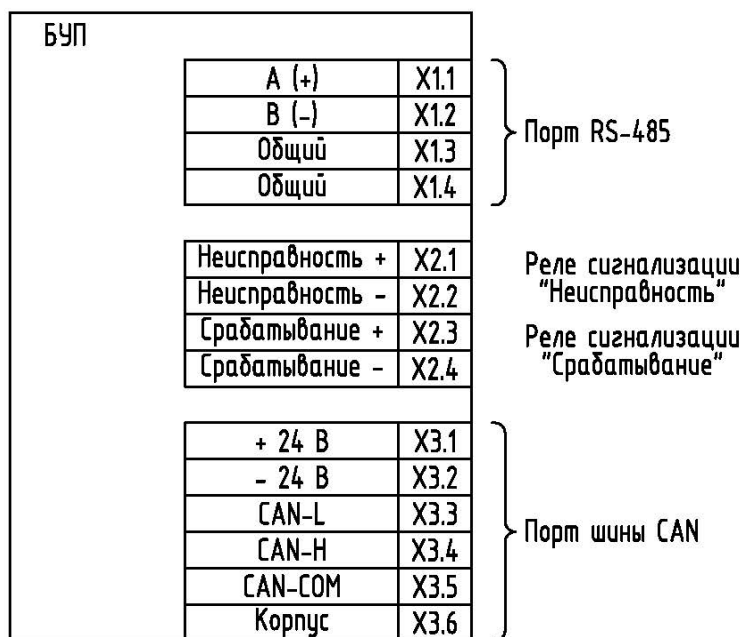 БУП
А (+) X1.1
В (-) X1.2
Общий X1.3
Общий X1.4
Порт RS-485
Неисправность + X2.1
Неисправность - X2.2
Срабатывание + X2.3
Срабатывание - X2.4
Реле сигнализации
"Неисправность"
Реле сигнализации
"Срабатывание"
+ 24 В X3.1
- 24 В X3.2
CAN-L X3.3
CAN-H X3.4
CAN-COM X3.5
Корпус X3.6
Порт шины CAN